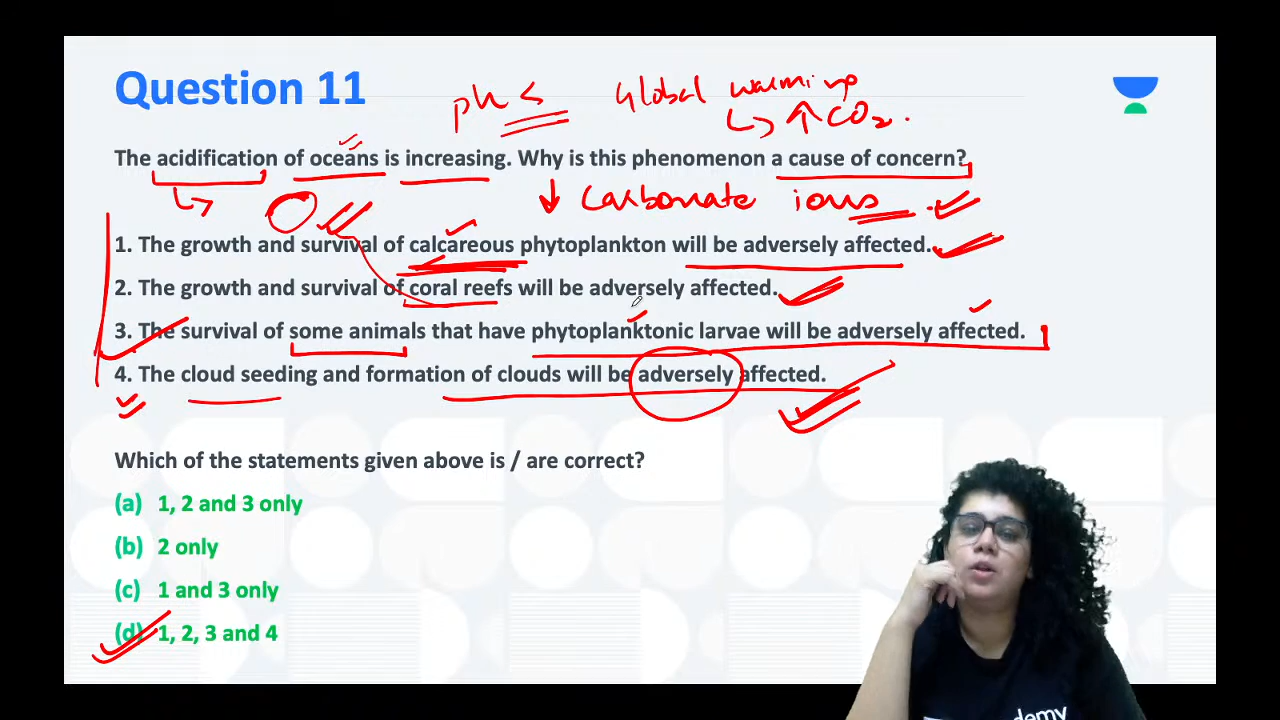 Question 11
ph <
Global warming
↳ ↑ CO2.
The acidification of oceans is increasing. Why is this phenomenon a cause of concern?
↓ Carbonate ions
1. The growth and survival of calcareous phytoplankton will be adversely affected.
2. The growth and survival of coral reefs will be adversely affected.
3. The survival of some animals that have phytoplanktonic larvae will be adversely affected.
4. The cloud seeding and formation of clouds will be adversely affected.
Which of the statements given above is / are correct?
(a) 1, 2 and 3 only
(b) 2 only
(c) 1 and 3 only
(d) 1, 2, 3 and 4